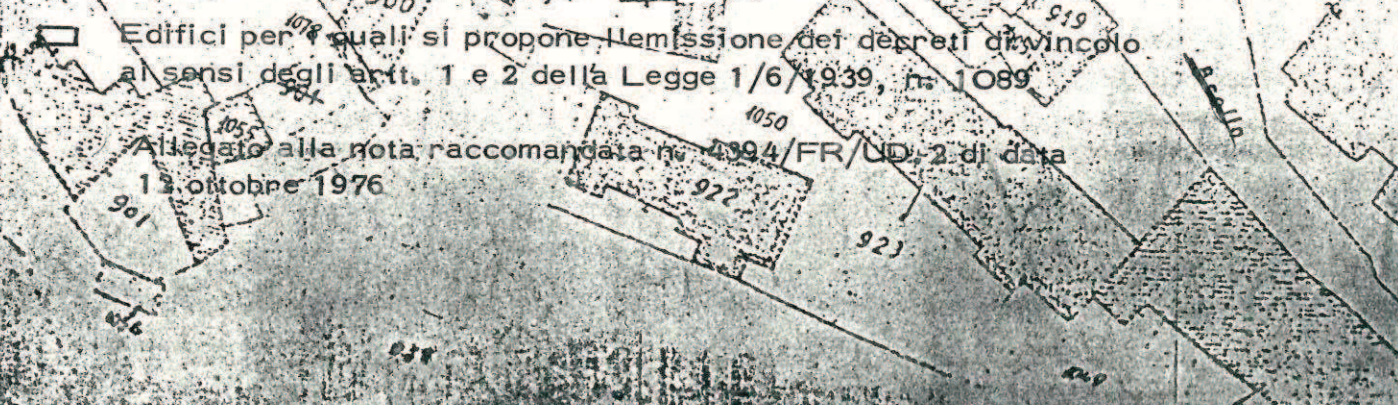 1078
919
Edifici per i quali si propone l'emissione dei decreti di vincolo
ai sensi degli artt. 1 e 2 della Legge 1/6/1939, n. 1089
1055
1050
Allegato alla nota raccomandata n. 4394/FR/UD.2 di data
12 ottobre 1976
922
901
923